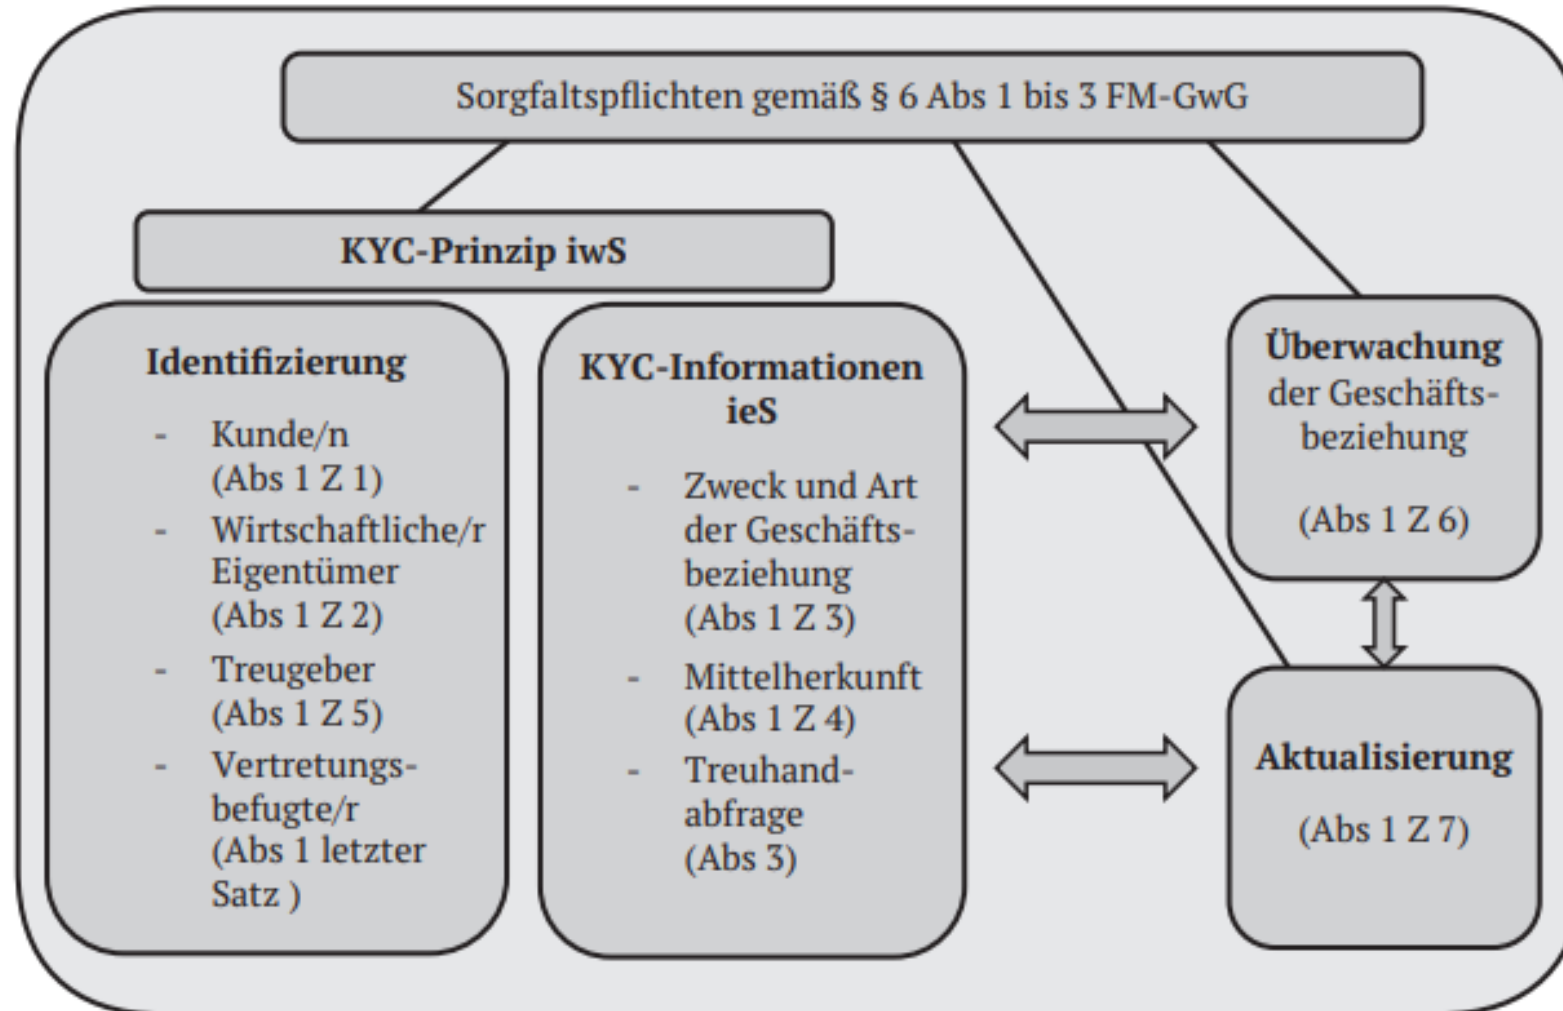 Sorgfaltspflichten gemäß § 6 Abs 1 bis 3 FM-GwG
KYC-Prinzip iwS
Identifizierung
- Kunde/n
(Abs 1 Z 1)
- Wirtschaftliche/r
Eigentümer
(Abs 1 Z 2)
- Treugeber
(Abs 1 Z 5)
- Vertretungs-
befugte/r
(Abs 1 letzter
Satz )
KYC-Informationen
ieS
- Zweck und Art
der Geschäfts-
beziehung
(Abs 1 Z 3)
- Mittelherkunft
(Abs 1 Z 4)
- Treuhand-
abfrage
(Abs 3)
Überwachung
der Geschäfts-
beziehung
(Abs 1 Z 6)
Aktualisierung
(Abs 1 Z 7)